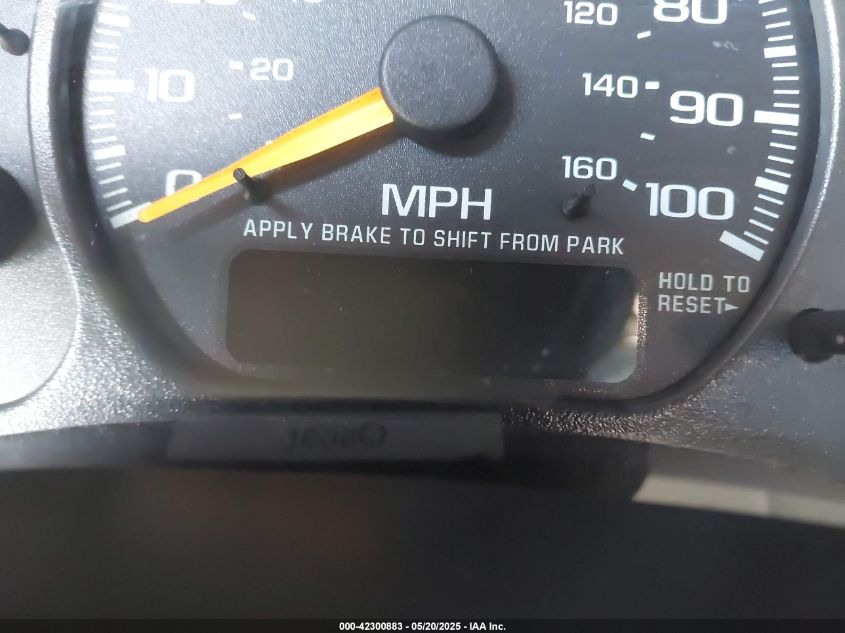 120 80
10 20
140 90
0 160 100
MPH
APPLY BRAKE TO SHIFT FROM PARK
HOLD TO
RESET
000-42300883 - 05/20/2025 - IAA Inc.